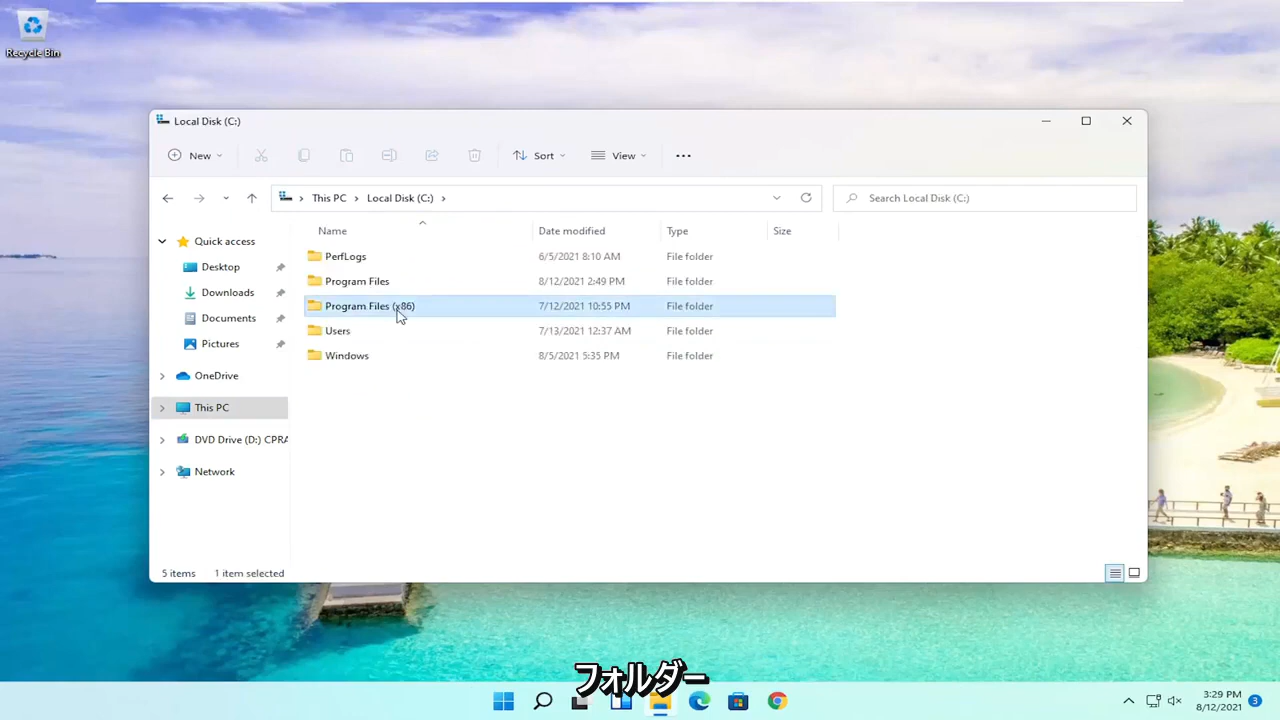 Recycle Bin
Local Disk (C:)
New
Sort
View
This PC
Local Disk (C:)
Search Local Disk (C:)
Name
Date modified
Type
Size
Quick access
Desktop
Downloads
Documents
Pictures
OneDrive
This PC
DVD Drive (D:) CPRA
Network
PerfLogs 6/5/2021 8:10 AM File folder
Program Files 8/12/2021 2:49 PM File folder
Program Files (x86) 7/12/2021 10:55 PM File folder
Users 7/13/2021 12:37 AM File folder
Windows 8/5/2021 5:35 PM File folder
5 items 1 item selected
フォルダー
3:29 PM
8/12/2021
3